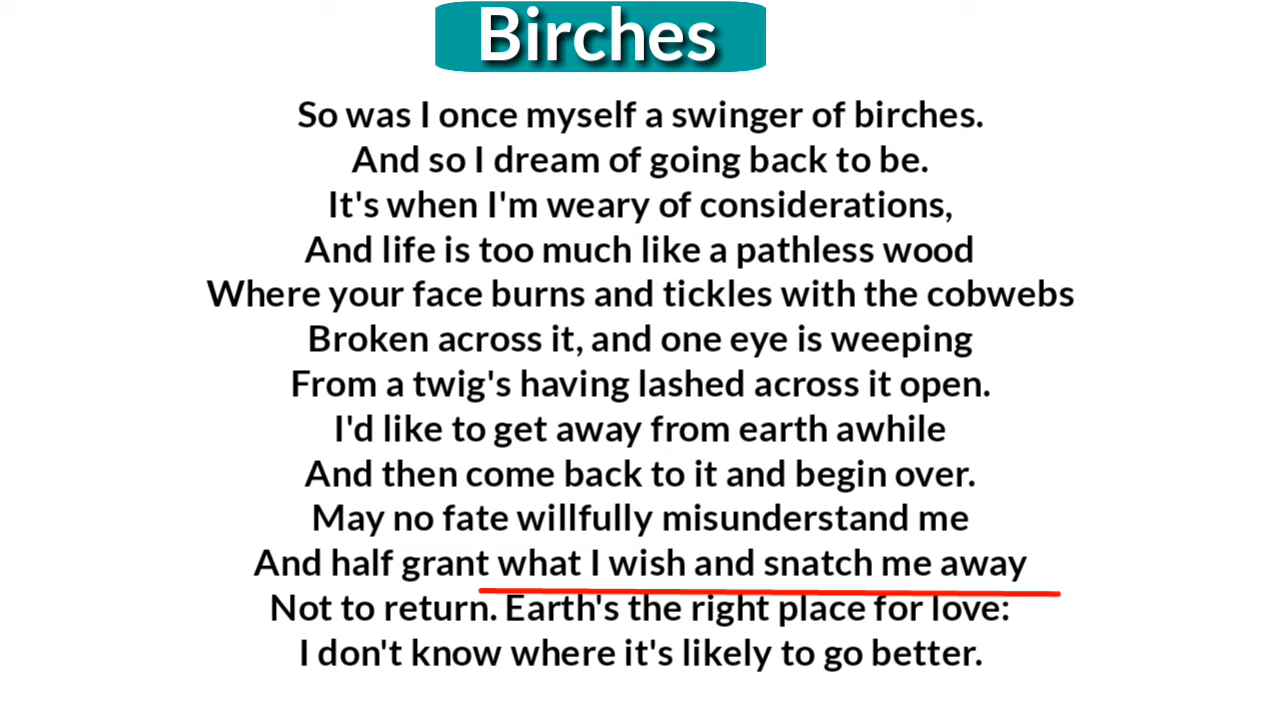 Birches
So was I once myself a swinger of birches.
And so I dream of going back to be.
It's when I'm weary of considerations,
And life is too much like a pathless wood
Where your face burns and tickles with the cobwebs
Broken across it, and one eye is weeping
From a twig's having lashed across it open.
I'd like to get away from earth awhile
And then come back to it and begin over.
May no fate willfully misunderstand me
And half grant what I wish and snatch me away
Not to return. Earth's the right place for love:
I don't know where it's likely to go better.